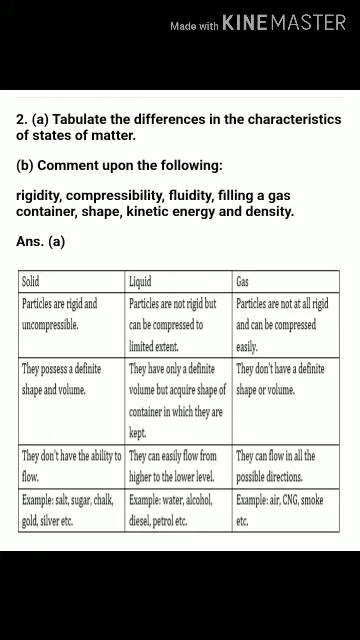 Made with KINEMASTER
2. (a) Tabulate the differences in the characteristics
of states of matter.
(b) Comment upon the following:
rigidity, compressibility, fluidity, filling a gas
container, shape, kinetic energy and density.
Ans. (a)
Solid
Liquid
Gas
Particles are rigid and
uncompressible.
Particles are not rigid but
can be compressed to
limited extent.
Particles are not at all rigid
and can be compressed
easily.
They possess a definite
shape and volume.
They have only a definite
volume but acquire shape of
container in which they are
kept.
They don't have a definite
shape or volume.
They don't have the ability to
flow.
They can easily flow from
higher to the lower level.
They can flow in all the
possible directions.
Example: salt, sugar, chalk,
gold, silver etc.
Example: water, alcohol,
diesel, petrol etc.
Example: air, CNG, smoke
etc.